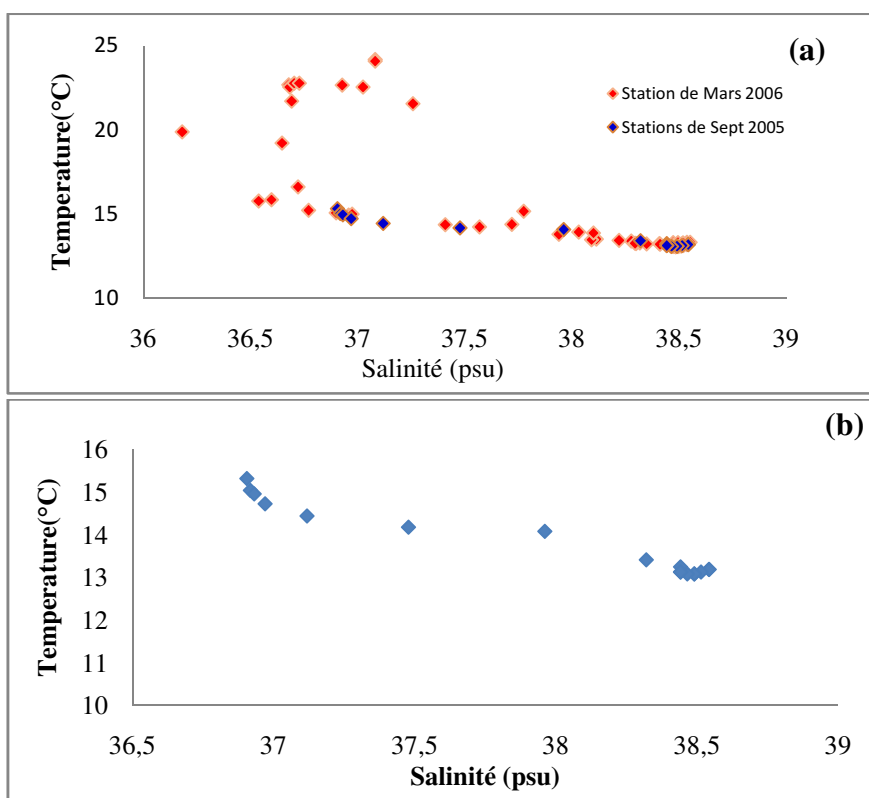 (a)
Temperature(°C)
25
20
15
10
Station de Mars 2006
Stations de Sept 2005
36 36,5 37 37,5 38 38,5 39
Salinité (psu)
(b)
Temperature(°C)
16
15
14
13
12
11
10
36,5 37 37,5 38 38,5 39
Salinité (psu)